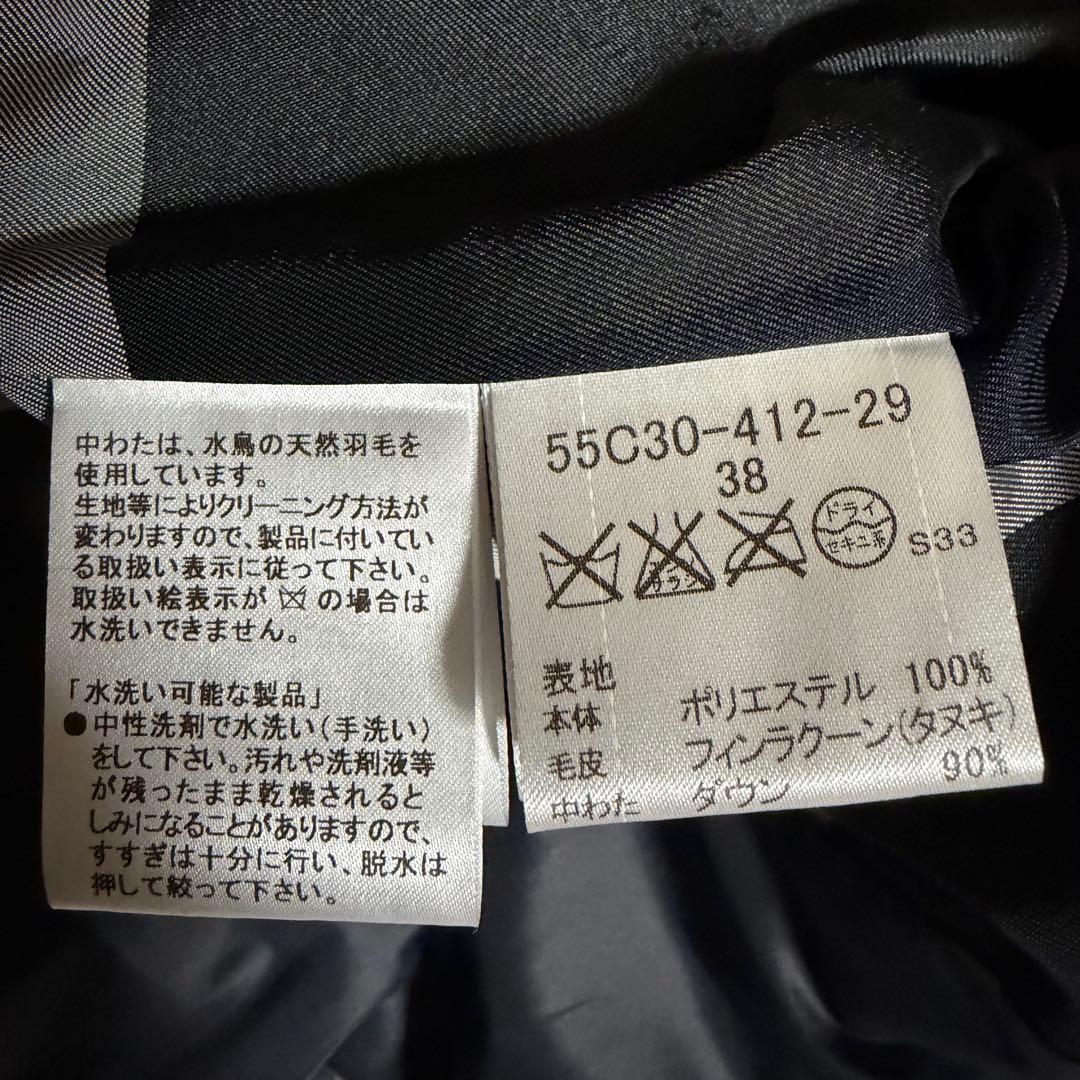 中わたは、水鳥の天然羽毛を
使用しています。
生地等によりクリーニング方法が
変わりますので、製品に付いてい
る取扱い表示に従って下さい。
取扱い絵表示が の場合は
水洗いできません。
「水洗い可能な製品」
●中性洗剤で水洗い(手洗い)
をして下さい。汚れや洗剤液等
が残ったまま乾燥されると
しみになることがありますので、
すすぎは十分に行い、脱水は
押して絞って下さい。
55C30-412-29
38
エンソ
サラシ
ドライ
セキユ系
S33
表地
本体 ポリエステル 100%
毛皮 フィンラクーン(タヌキ)
中わた ダウン 90%